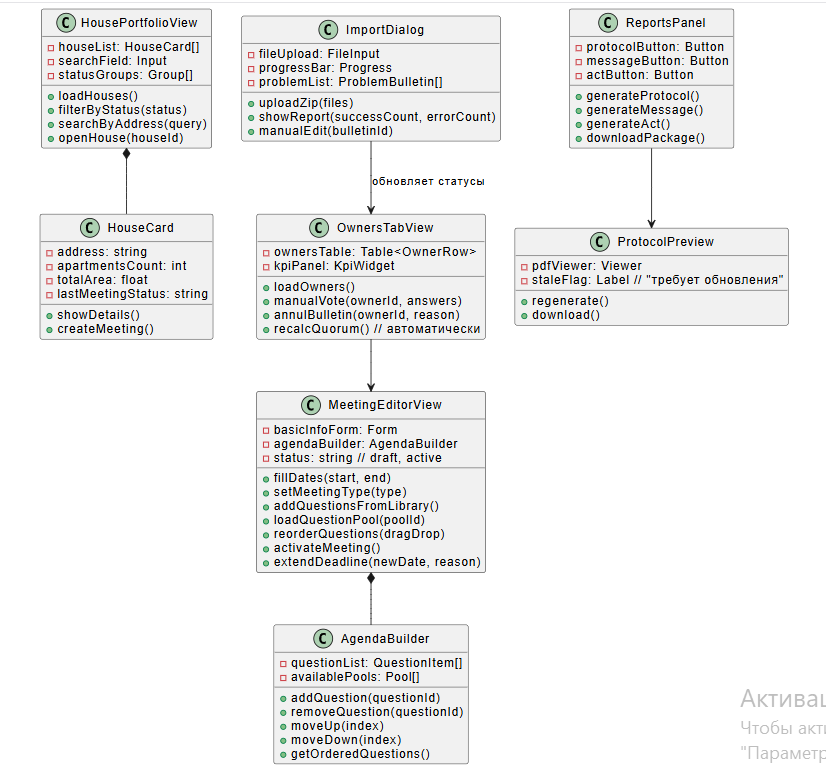 C HousePortfolioView
houseList: HouseCard[]
searchField: Input
statusGroups: Group[]
loadHouses()
filterByStatus(status)
searchByAddress(query)
openHouse(houseId)
C ImportDialog
fileUpload: FileInput
progressBar: Progress
problemList: ProblemBulletin[]
uploadZip(files)
showReport(successCount, errorCount)
manualEdit(bulletinId)
C ReportsPanel
protocolButton: Button
messageButton: Button
actButton: Button
generateProtocol()
generateMessage()
generateAct()
downloadPackage()
обновляет статусы
C HouseCard
address: string
apartmentsCount: int
totalArea: float
lastMeetingStatus: string
showDetails()
createMeeting()
C OwnersTabView
ownersTable: Table<OwnerRow>
kpiPanel: KpiWidget
loadOwners()
manualVote(ownerId, answers)
annulBulletin(ownerId, reason)
recalcQuorum() // автоматически
C ProtocolPreview
pdfViewer: Viewer
staleFlag: Label // "требует обновления"
regenerate()
download()
C MeetingEditorView
basicInfoForm: Form
agendaBuilder: AgendaBuilder
status: string // draft, active
fillDates(start, end)
setMeetingType(type)
addQuestionsFromLibrary()
loadQuestionPool(poolId)
reorderQuestions(dragDrop)
activateMeeting()
extendDeadline(newDate, reason)
C AgendaBuilder
questionList: QuestionItem[]
availablePools: Pool[]
addQuestion(questionId)
removeQuestion(questionId)
moveUp(index)
moveDown(index)
getOrderedQuestions()
Чтобы